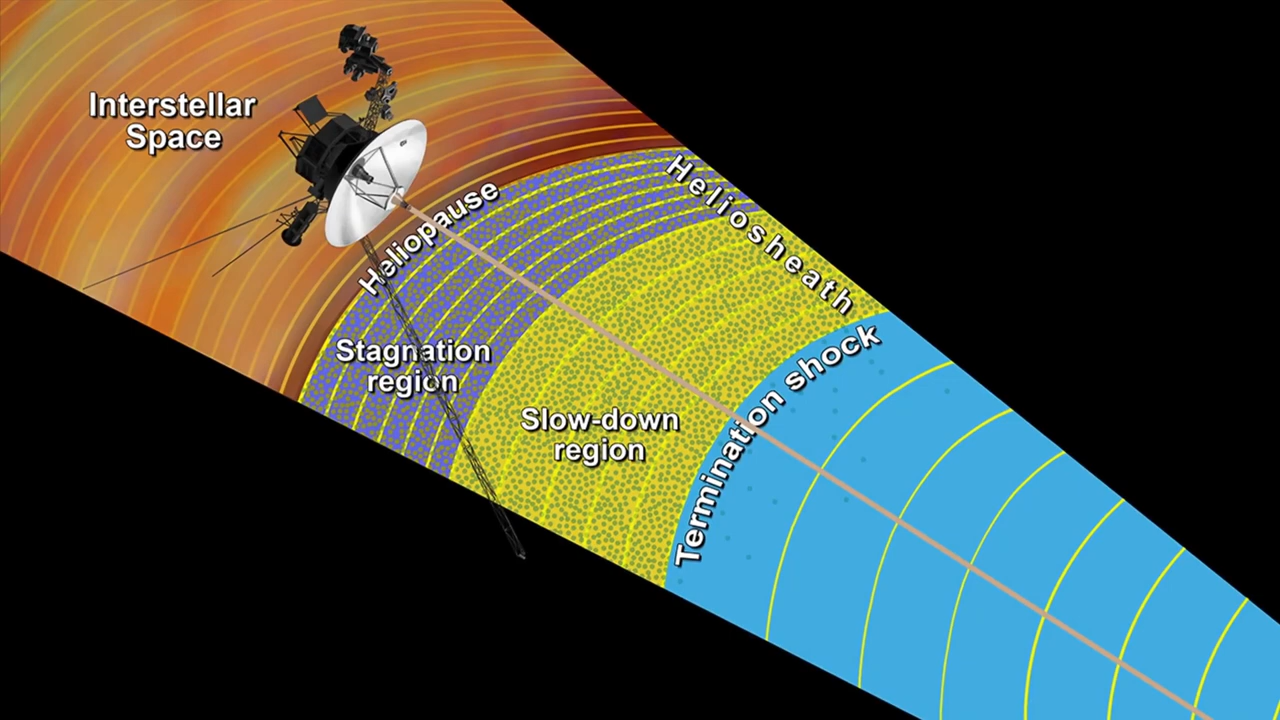 Interstellar
Space
Heliopause
Heliosheath
Stagnation
region
Slow-down
region
Termination shock